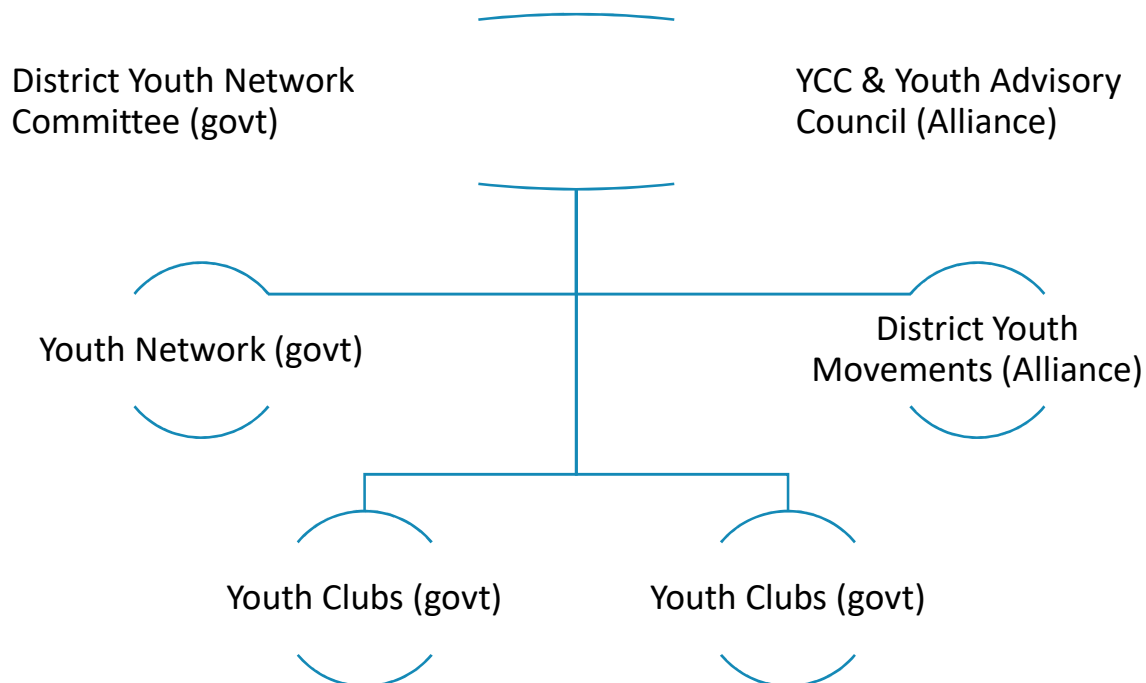 District Youth Network
Committee (govt)
YCC & Youth Advisory
Council (Alliance)
Youth Network (govt)
District Youth
Movements (Alliance)
Youth Clubs (govt)
Youth Clubs (govt)